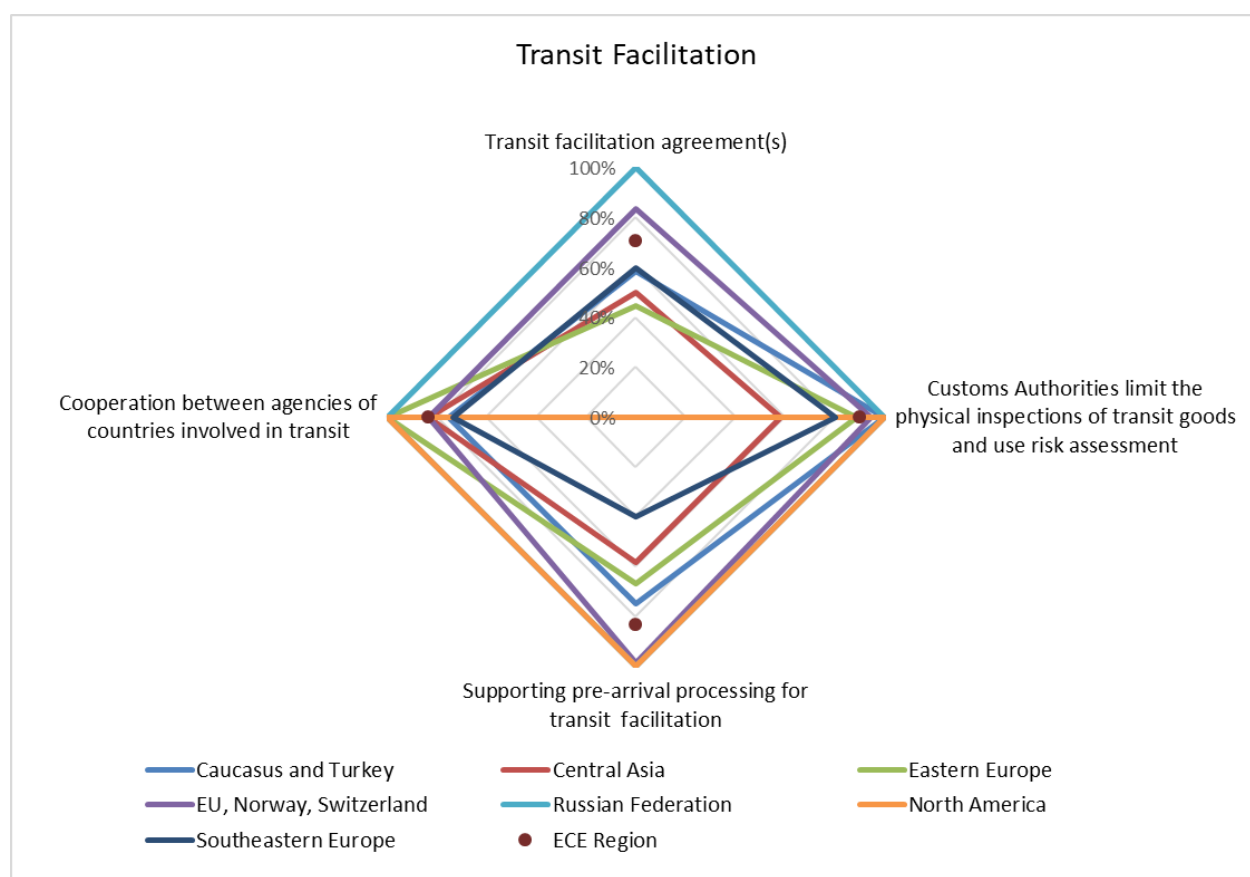 Transit Facilitation
Transit facilitation agreement(s)
100%
80%
60%
40%
20%
0%
Cooperation between agencies of
countries involved in transit
Customs Authorities limit the
physical inspections of transit goods
and use risk assessment
Supporting pre-arrival processing for
transit facilitation
Caucasus and Turkey
Central Asia
Eastern Europe
EU, Norway, Switzerland
Russian Federation
North America
Southeastern Europe
ECE Region